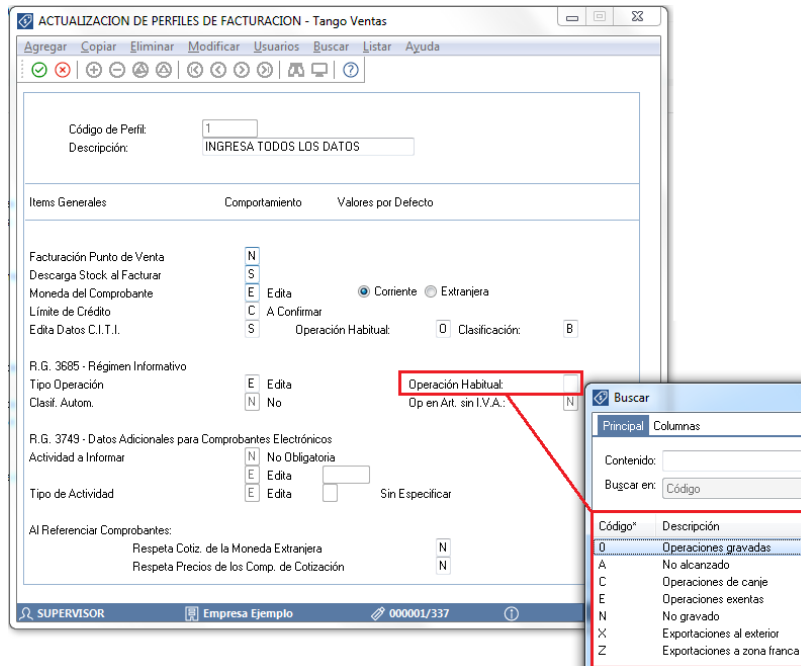 ACTUALIZACION DE PERFILES DE FACTURACION - Tango Ventas
Agregar Copiar Eliminar Modificar Usuarios Buscar Listar Ayuda
Código de Perfil: 1
Descripción: INGRESA TODOS LOS DATOS
Items Generales Comportamiento Valores por Defecto
Facturación Punto de Venta N
Descarga Stock al Facturar S
Moneda del Comprobante E Edita Corriente Extranjera
Límite de Crédito C A Confirmar
Edita Datos C.I.T.I. S Operación Habitual: O Clasificación: B
R.G. 3685 - Régimen Informativo
Tipo Operación E Edita Operación Habitual:
Clasif. Autom. N No Op en Art. sin I.V.A.: N
R.G. 3749 - Datos Adicionales para Comprobantes Electrónicos
Actividad a Informar N No Obligatoria
E Edita
Tipo de Actividad E Edita Sin Especificar
Al Referenciar Comprobantes:
Respeta Cotiz. de la Moneda Extranjera N
Respeta Precios de los Comp. de Cotización N
SUPERVISOR Empresa Ejemplo 000001/337
Buscar
Principal Columnas
Contenido:
Buscar en: Código
Código* Descripción
0 Operaciones gravadas
A No alcanzado
C Operaciones de canje
E Operaciones exentas
N No gravado
X Exportaciones al exterior
Z Exportaciones a zona franca